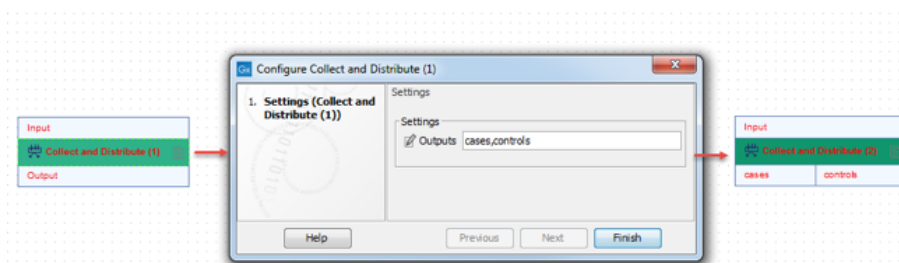 Gx Configure Collect and Distribute (1)
1. Settings (Collect and
Distribute (1))
Settings
Settings
Outputs cases,controls
Help Previous Next Finish
Input
Collect and Distribute (1)
Output
Input
Collect and Distribute (2)
cases controls